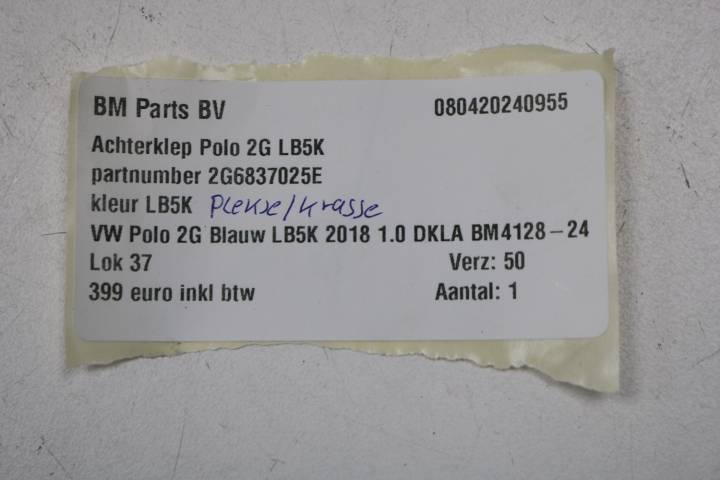 BM Parts BV 080420240955
Achterklep Polo 2G LB5K
partnumber 2G6837025E
kleur LB5K Plekje/krasse
VW Polo 2G Blauw LB5K 2018 1.0 DKLA BM4128-24
Lok 37 Verz: 50
399 euro inkl btw Aantal: 1